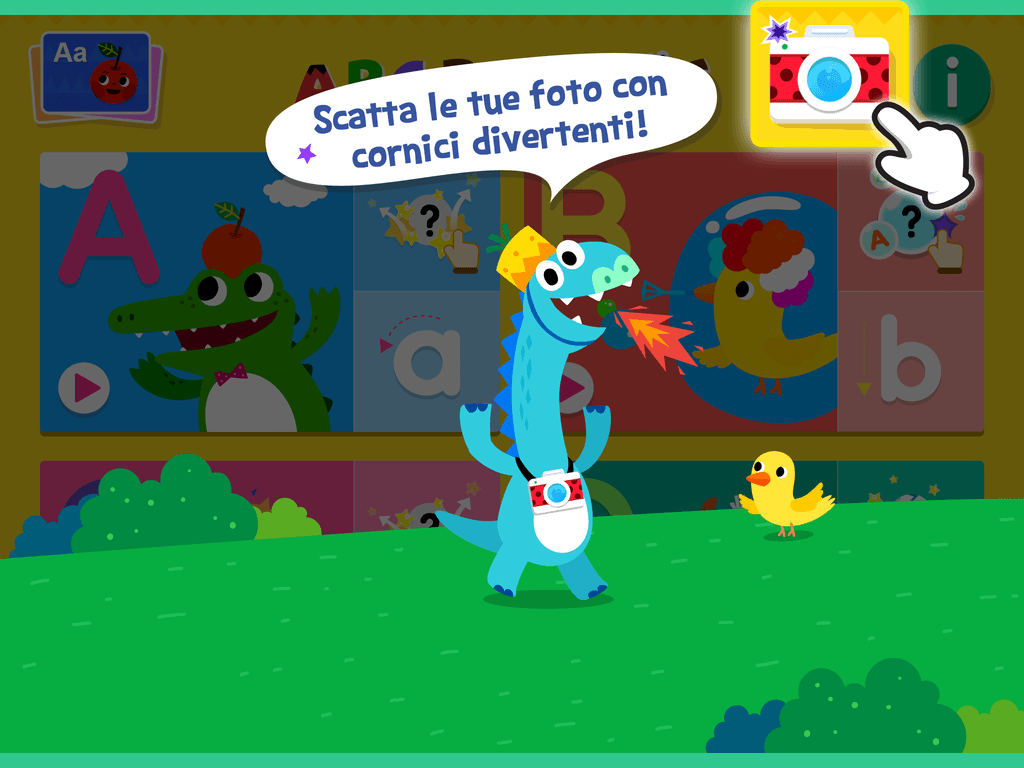 Aa
Scatta le tue foto con
cornici divertenti!
i
A
?
B
?
A
a
b
?